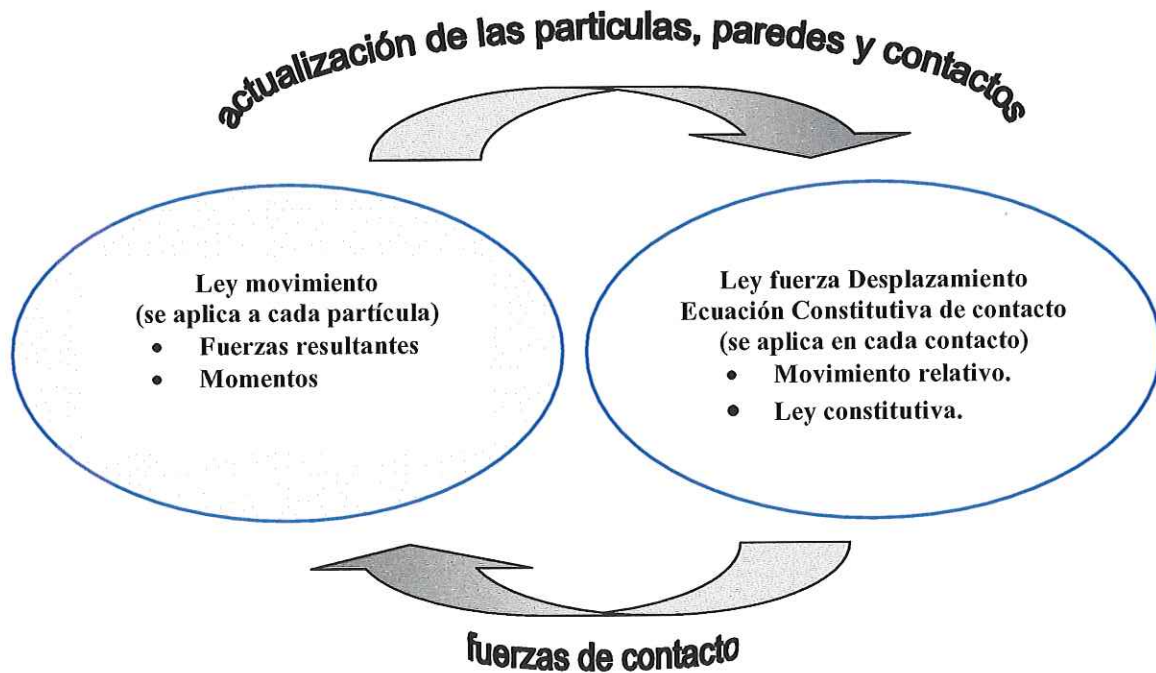 actualización de las particulas, paredes y contactos
Ley movimiento
(se aplica a cada partícula)
• Fuerzas resultantes
• Momentos
Ley fuerza Desplazamiento
Ecuación Constitutiva de contacto
(se aplica en cada contacto)
• Movimiento relativo.
• Ley constitutiva.
fuerzas de contacto